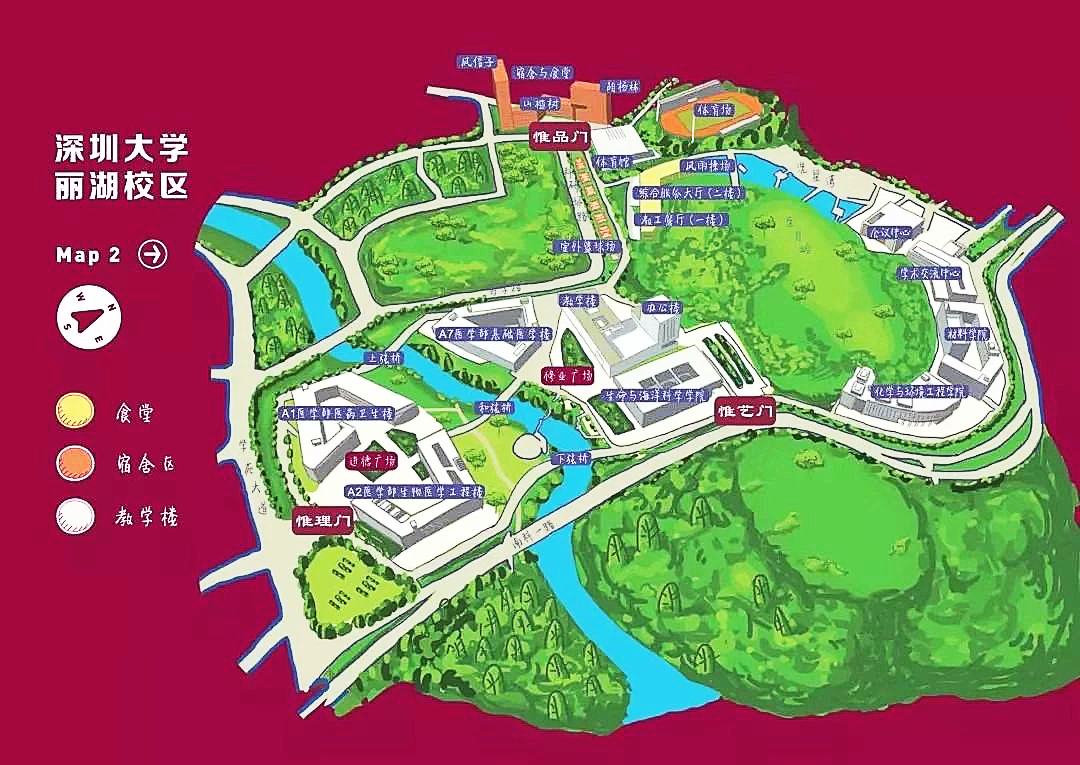 深圳大学
丽湖校区
Map 2
W
N
S
E
食堂
宿舍区
教学楼
风信子
宿舍与食堂
胡杨林
山楂树
惟品门
体育场
体育馆
风雨操场
综合服务大厅（二楼）
教工餐厅（一楼）
室外篮球场
会议中心
学术交流中心
教学楼
办公楼
A7医学部基础医学楼
材料学院
上弦桥
修业广场
生命与海洋科学学院
化学与环境工程学院
A1医学部医药卫生楼
和弦桥
惟艺门
进德广场
下弦桥
A2医学部生物医学工程楼
学苑大道
惟理门
南科一路